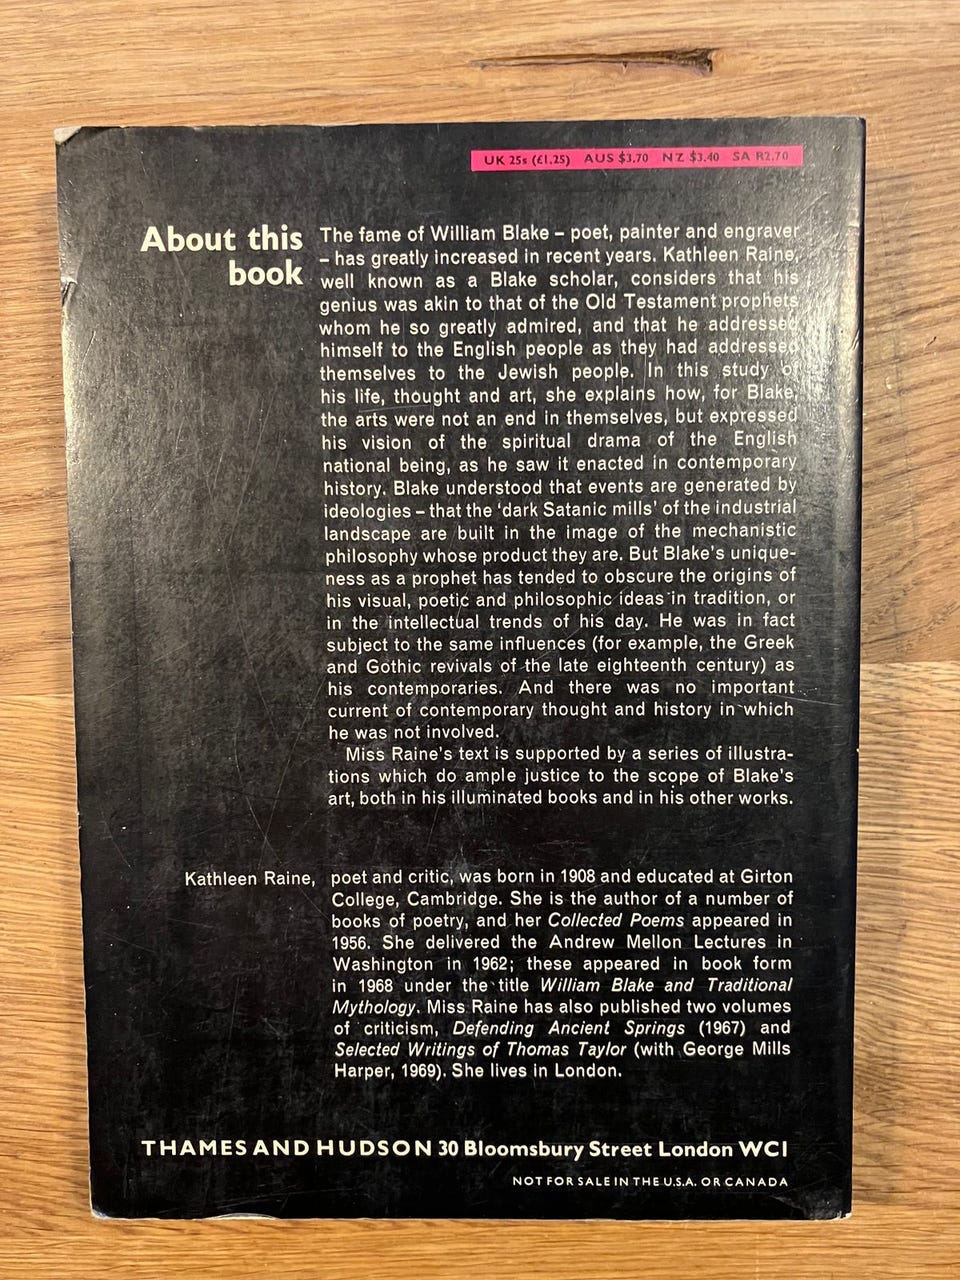 UK 25s (£1.25) AUS $3.70 NZ $3.40 SA R2.70
About this
book
The fame of William Blake – poet, painter and engraver
– has greatly increased in recent years. Kathleen Raine,
well known as a Blake scholar, considers that his
genius was akin to that of the Old Testament prophets
whom he so greatly admired, and that he addressed
himself to the English people as they had addressed
themselves to the Jewish people. In this study of
his life, thought and art, she explains how, for Blake,
the arts were not an end in themselves, but expressed
his vision of the spiritual drama of the English
national being, as he saw it enacted in contemporary
history. Blake understood that events are generated by
ideologies – that the ‘dark Satanic mills’ of the industrial
landscape are built in the image of the mechanistic
philosophy whose product they are. But Blake’s unique-
ness as a prophet has tended to obscure the origins of
his visual, poetic and philosophic ideas in tradition, or
in the intellectual trends of his day. He was in fact
subject to the same influences (for example, the Greek
and Gothic revivals of the late eighteenth century) as
his contemporaries. And there was no important
current of contemporary thought and history in which
he was not involved.
Miss Raine’s text is supported by a series of illustra-
tions which do ample justice to the scope of Blake’s
art, both in his illuminated books and in his other works.
Kathleen Raine, poet and critic, was born in 1908 and educated at Girton
College, Cambridge. She is the author of a number of
books of poetry, and her Collected Poems appeared in
1956. She delivered the Andrew Mellon Lectures in
Washington in 1962; these appeared in book form
in 1968 under the title William Blake and Traditional
Mythology. Miss Raine has also published two volumes
of criticism, Defending Ancient Springs (1967) and
Selected Writings of Thomas Taylor (with George Mills
Harper, 1969). She lives in London.
THAMES AND HUDSON 30 Bloomsbury Street London WC1
NOT FOR SALE IN THE U.S.A. OR CANADA